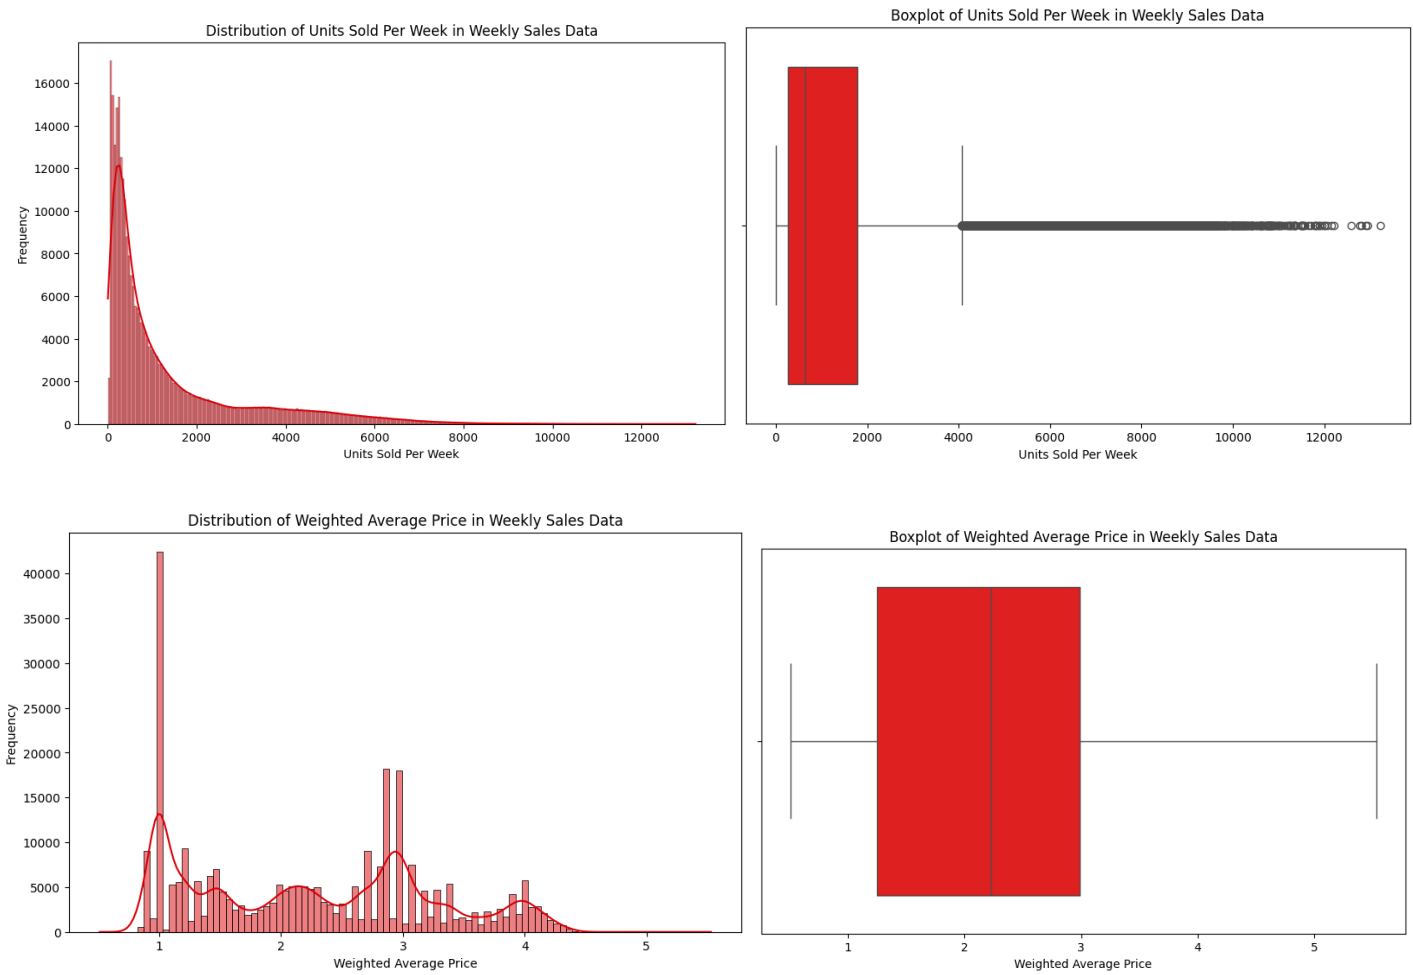 Distribution of Units Sold Per Week in Weekly Sales Data
Frequency
16000
14000
12000
10000
8000
6000
4000
2000
0
0 2000 4000 6000 8000 10000 12000
Units Sold Per Week
Boxplot of Units Sold Per Week in Weekly Sales Data
0 2000 4000 6000 8000 10000 12000
Units Sold Per Week
Distribution of Weighted Average Price in Weekly Sales Data
Frequency
40000
35000
30000
25000
20000
15000
10000
5000
0
1 2 3 4 5
Weighted Average Price
Boxplot of Weighted Average Price in Weekly Sales Data
1 2 3 4 5
Weighted Average Price